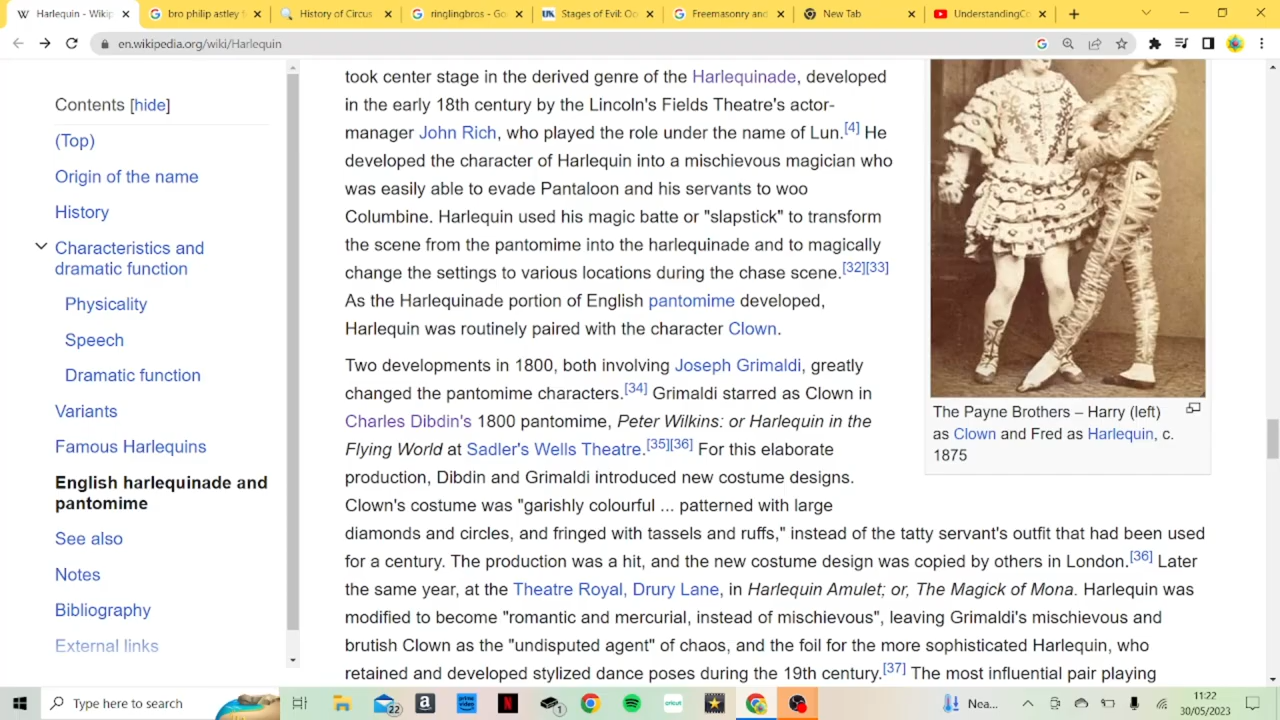 Harlequin - Wikip
bro philip astley
History of Circus
ringlingbros - Go
Stages of Evil: Oc
Freemasonry and
New Tab
UnderstandingCo
en.wikipedia.org/wiki/Harlequin
Contents [hide]
(Top)
Origin of the name
History
Characteristics and
dramatic function
Physicality
Speech
Dramatic function
Variants
Famous Harlequins
English harlequinade and
pantomime
See also
Notes
Bibliography
External links
took center stage in the derived genre of the Harlequinade, developed
in the early 18th century by the Lincoln's Fields Theatre's actor-
manager John Rich, who played the role under the name of Lun.[4] He
developed the character of Harlequin into a mischievous magician who
was easily able to evade Pantaloon and his servants to woo
Columbine. Harlequin used his magic batte or "slapstick" to transform
the scene from the pantomime into the harlequinade and to magically
change the settings to various locations during the chase scene.[32][33]
As the Harlequinade portion of English pantomime developed,
Harlequin was routinely paired with the character Clown.
Two developments in 1800, both involving Joseph Grimaldi, greatly
changed the pantomime characters.[34] Grimaldi starred as Clown in
Charles Dibdin's 1800 pantomime, Peter Wilkins: or Harlequin in the
Flying World at Sadler's Wells Theatre.[35][36] For this elaborate
production, Dibdin and Grimaldi introduced new costume designs.
Clown's costume was "garishly colourful ... patterned with large
diamonds and circles, and fringed with tassels and ruffs," instead of the tatty servant's outfit that had been used
for a century. The production was a hit, and the new costume design was copied by others in London.[36] Later
the same year, at the Theatre Royal, Drury Lane, in Harlequin Amulet; or, The Magick of Mona. Harlequin was
modified to become "romantic and mercurial, instead of mischievous", leaving Grimaldi's mischievous and
brutish Clown as the "undisputed agent" of chaos, and the foil for the more sophisticated Harlequin, who
retained and developed stylized dance poses during the 19th century.[37] The most influential pair playing
The Payne Brothers – Harry (left)
as Clown and Fred as Harlequin, c.
1875
Type here to search
22
prime video
1
cricut
Nea...
11:22
30/05/2023